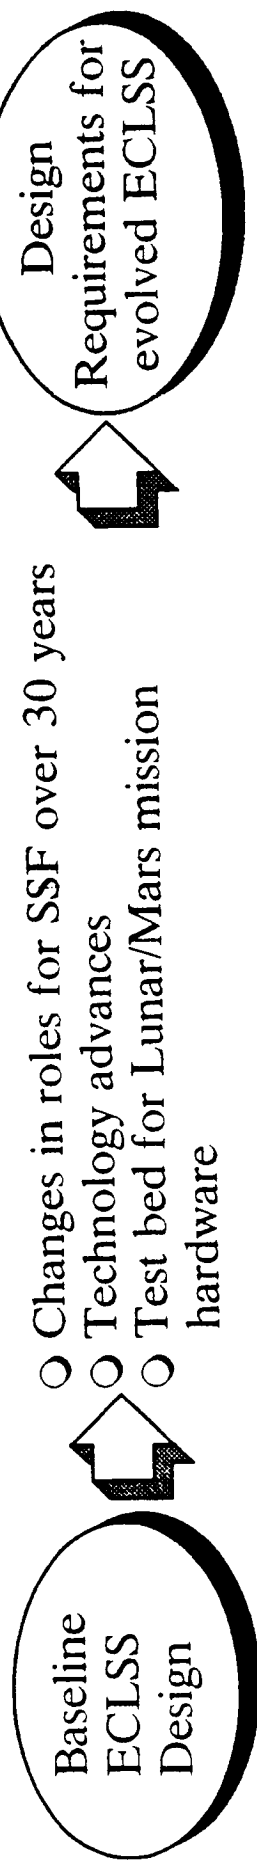 Baseline
ECLSS
Design
Changes in roles for SSF over 30 years
Technology advances
Test bed for Lunar/Mars mission
hardware
Design
Requirements for
evolved ECLSS